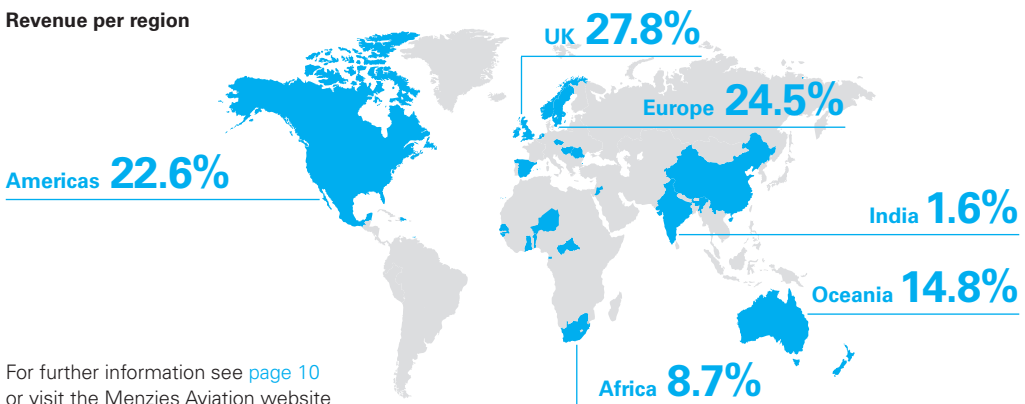 Revenue per region
UK 27.8%
Europe 24.5%
Americas 22.6%
India 1.6%
Oceania 14.8%
Africa 8.7%
For further information see page 10
or visit the Menzies Aviation website